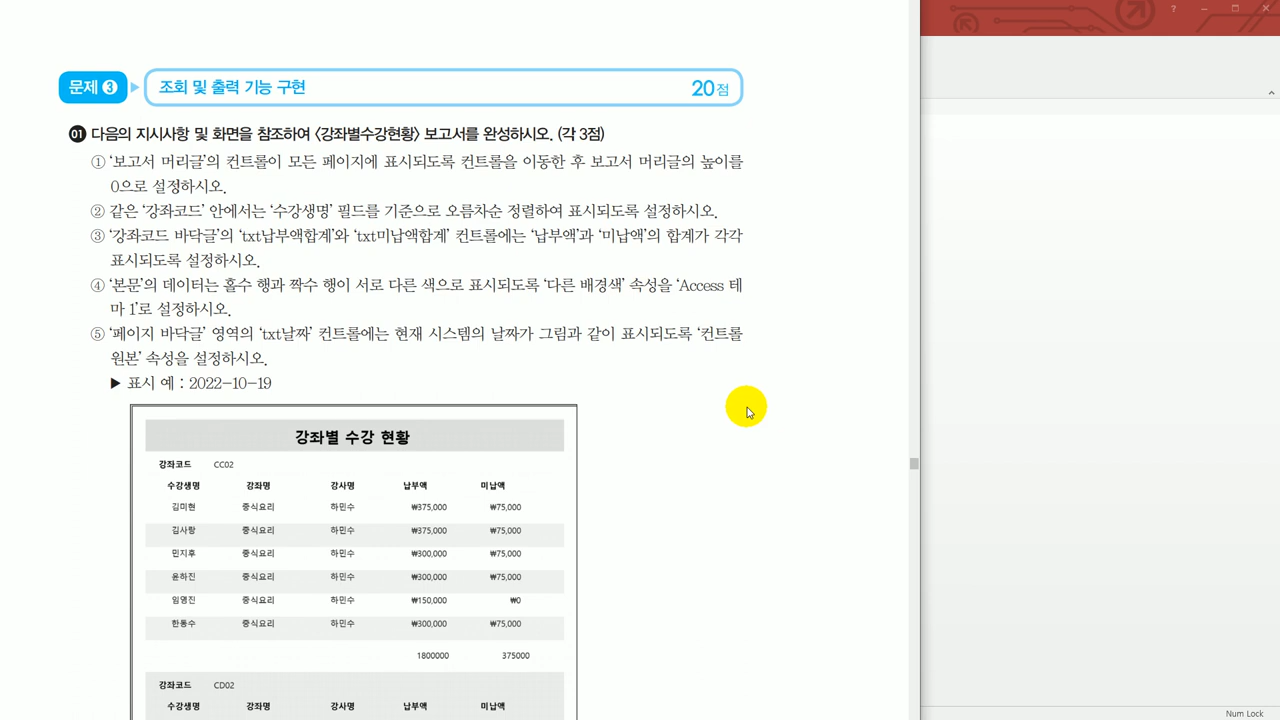 문제 3 조회 및 출력 기능 구현 20점
01 다음의 지시사항 및 화면을 참조하여 <강좌별수강현황> 보고서를 완성하시오. (각 3점)
① '보고서 머리글'의 컨트롤이 모든 페이지에 표시되도록 컨트롤을 이동한 후 보고서 머리글의 높이를
0으로 설정하시오.
② 같은 '강좌코드' 안에서는 '수강생명' 필드를 기준으로 오름차순 정렬하여 표시되도록 설정하시오.
③ '강좌코드 바닥글'의 'txt납부액합계'와 'txt미납액합계' 컨트롤에는 '납부액'과 '미납액'의 합계가 각각
표시되도록 설정하시오.
④ '본문'의 데이터는 홀수 행과 짝수 행이 서로 다른 색으로 표시되도록 '다른 배경색' 속성을 'Access 테
마 1'로 설정하시오.
⑤ '페이지 바닥글' 영역의 'txt날짜' 컨트롤에는 현재 시스템의 날짜가 그림과 같이 표시되도록 '컨트롤
원본' 속성을 설정하시오.
▶ 표시 예 : 2022-10-19
강좌별 수강 현황
강좌코드 CC02
수강생명 강좌명 강사명 납부액 미납액
김미현 중식요리 하민수 ₩375,000 ₩75,000
김사랑 중식요리 하민수 ₩375,000 ₩75,000
민지후 중식요리 하민수 ₩300,000 ₩75,000
윤하진 중식요리 하민수 ₩300,000 ₩75,000
임영진 중식요리 하민수 ₩150,000 ₩0
한동수 중식요리 하민수 ₩300,000 ₩75,000
1800000 375000
강좌코드 CD02
수강생명 강좌명 강사명 납부액 미납액
Num Lock